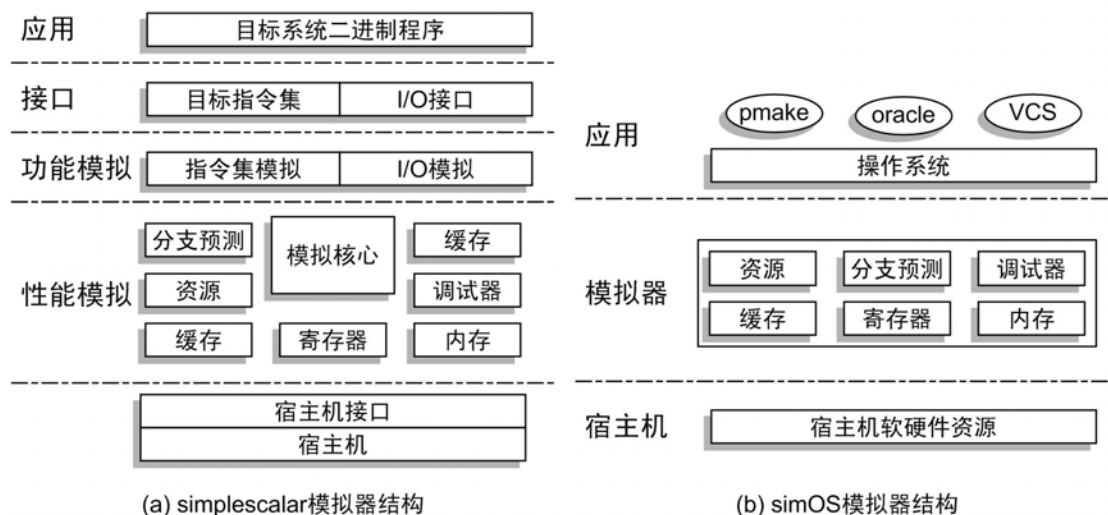 应用
目标系统二进制程序
接口
目标指令集 I/O接口
功能模拟
指令集模拟 I/O模拟
性能模拟
分支预测 模拟核心 缓存
资源 调试器
缓存 寄存器 内存
宿主机接口
宿主机
(a) simplescalar模拟器结构
应用
pmake oracle VCS
操作系统
模拟器
资源 分支预测 调试器
缓存 寄存器 内存
宿主机
宿主机软硬件资源
(b) simOS模拟器结构